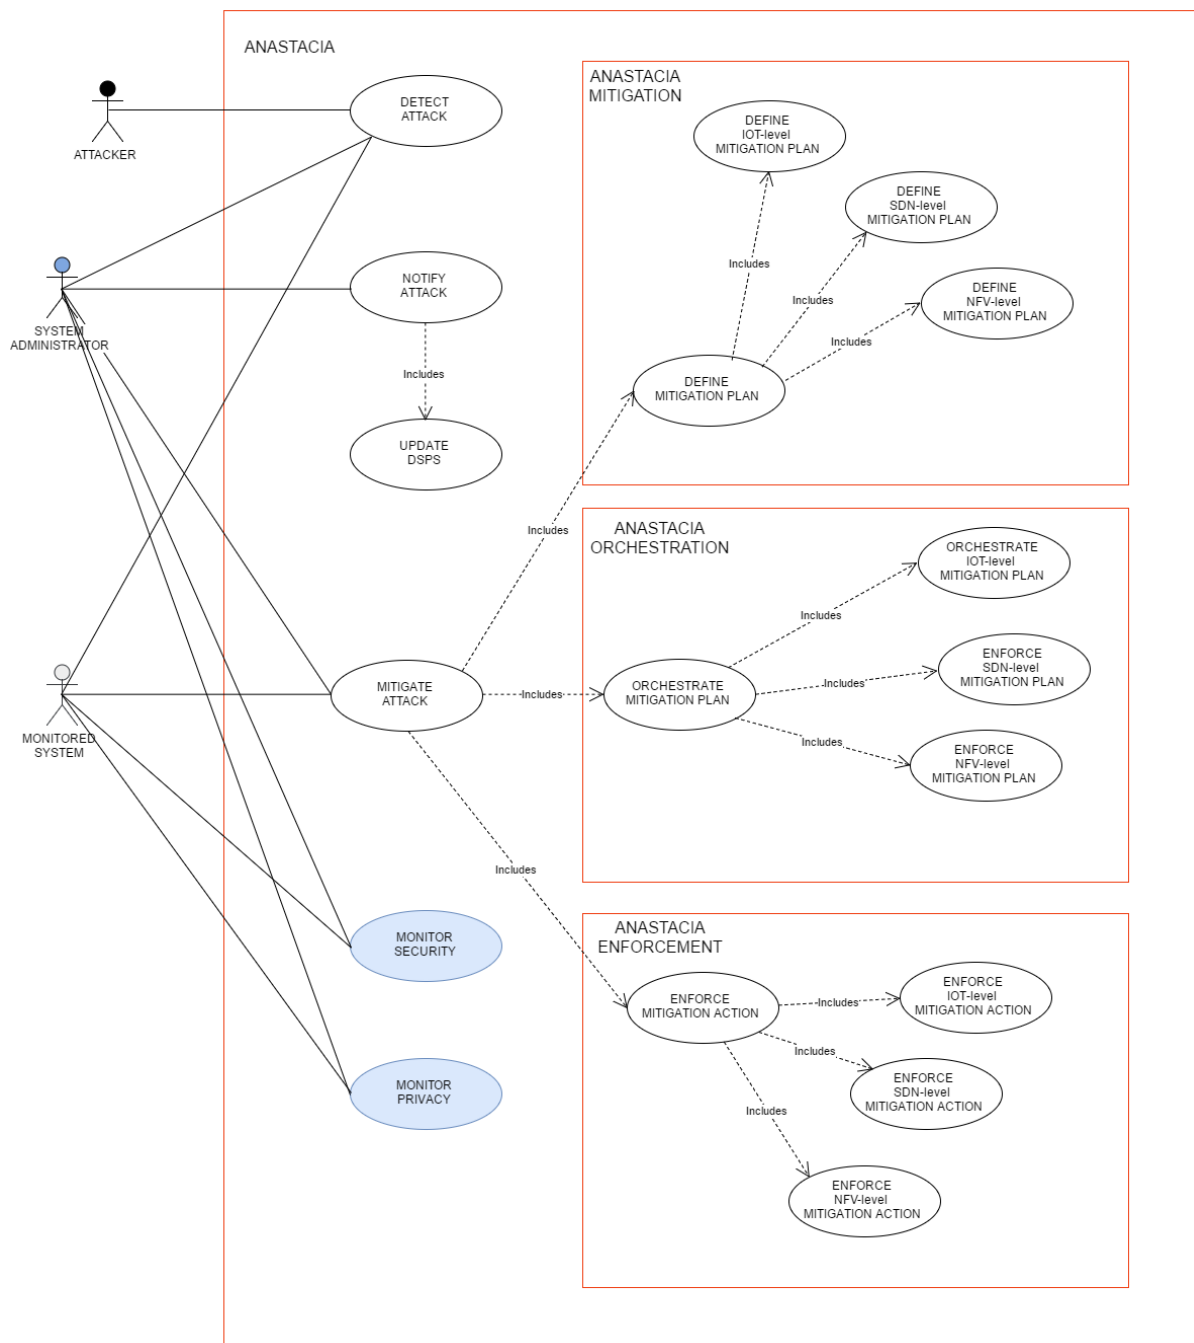 ANASTACIA
DETECT
ATTACK
ATTACKER
SYSTEM
ADMINISTRATOR
NOTIFY
ATTACK
Includes
UPDATE
DSPS
MONITORED
SYSTEM
MITIGATE
ATTACK
MONITOR
SECURITY
MONITOR
PRIVACY
Includes
Includes
Includes
ANASTACIA
MITIGATION
DEFINE
IOT-level
MITIGATION PLAN
DEFINE
SDN-level
MITIGATION PLAN
DEFINE
NFV-level
MITIGATION PLAN
Includes
Includes
Includes
DEFINE
MITIGATION PLAN
ANASTACIA
ORCHESTRATION
ORCHESTRATE
IOT-level
MITIGATION PLAN
Includes
ENFORCE
SDN-level
MITIGATION PLAN
Includes
ORCHESTRATE
MITIGATION PLAN
Includes
ENFORCE
NFV-level
MITIGATION PLAN
ANASTACIA
ENFORCEMENT
ENFORCE
MITIGATION ACTION
Includes
ENFORCE
IOT-level
MITIGATION ACTION
Includes
ENFORCE
SDN-level
MITIGATION ACTION
Includes
ENFORCE
NFV-level
MITIGATION ACTION